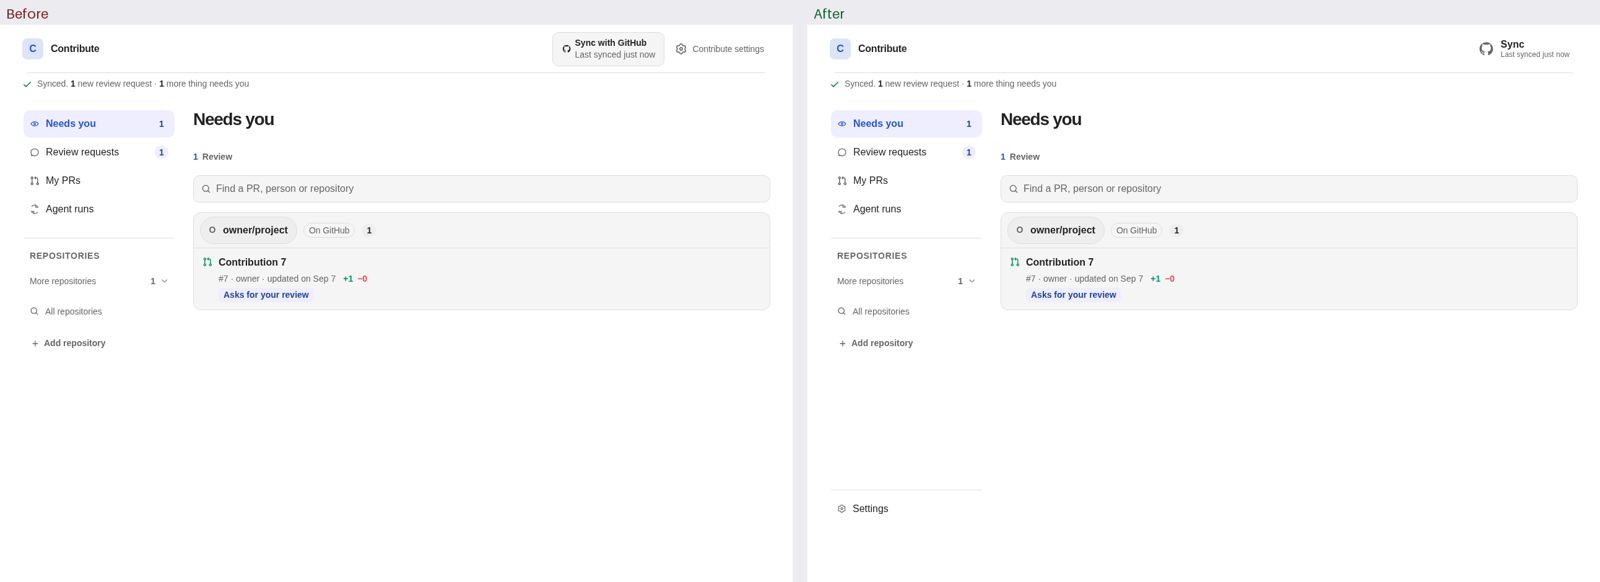 Before
C Contribute
Sync with GitHub
Last synced just now
Contribute settings
Synced. 1 new review request · 1 more thing needs you
Needs you 1
Review requests 1
My PRs
Agent runs
REPOSITORIES
More repositories 1
All repositories
+ Add repository
Needs you
1 Review
Find a PR, person or repository
O owner/project On GitHub 1
Contribution 7
#7 · owner · updated on Sep 7 +1 −0
Asks for your review
After
C Contribute
Sync
Last synced just now
Synced. 1 new review request · 1 more thing needs you
Needs you 1
Review requests 1
My PRs
Agent runs
REPOSITORIES
More repositories 1
All repositories
+ Add repository
Settings
Needs you
1 Review
Find a PR, person or repository
O owner/project On GitHub 1
Contribution 7
#7 · owner · updated on Sep 7 +1 −0
Asks for your review